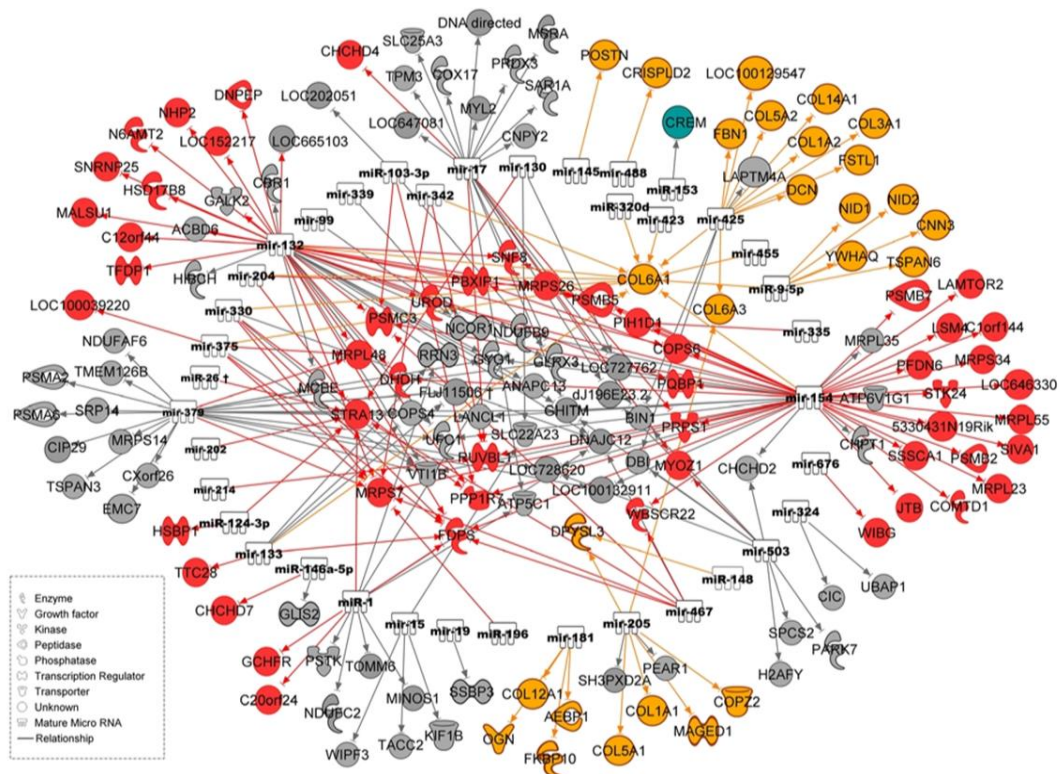 DNA directed
MSRA
SLC25A3
CHCHD4
PRDX3
POSTN
COX17
TPM3
CRISPLD2
LOC100129547
SAR1A
DNPEP
LOC202051
MYL2
COL14A1
COL5A2
NHP2
LOC647081
CREM
FBN1
COL3A1
N6AMT2
LOC152217
LOC665103
CNPY2
COL1A2
SNRNP25
mir-17
mir-130
FSTL1
miR-103-3p
mir-145
mir-488
LAPTM4A
HSD17B8
CBR1
mir-339
mir-342
miR-153
DCN
GALK2
miR-320d
MALSU1
mir-99
mir-423
mir-425
NID1
NID2
ACBD6
CNN3
C12orf44
mir-132
mir-455
YWHAQ
TSPAN6
TFDP1
HIBCH
mir-204
SNF8
COL6A1
miR-9-5p
PBXIP1
MRPS26
LAMTOR2
LOC100039220
mir-330
UROD
PSMB5
COL6A3
PSMB7
PSMC3
PIH1D1
mir-335
LSM4
C1orf144
NDUFAF6
mir-375
NCOR1
NDUFB9
COPS6
MRPL35
MRPL48
RRN3
GYG1
GLRX3
LOC727762
PFDN6
MRPS34
PSMA2
TMEM126B
miR-26 †
MCEE
DHDH
FLJ11506 †
ANAPC13
PQBP1
mir-154
ATP6V1G1
STK24
LOC646330
PSMA6
SRP14
mir-379
STRA13
COPS4
LANCL1
dJ196E23.2
CHITM
BIN1
PRPS1
5330431N19Rik
MRPL55
CIP29
MRPS14
mir-202
UFC1
SLC22A23
DNAJC12
CHPT1
SSSCA1
PSME2
SIVA1
TSPAN3
CXorf26
VTI1B
RUVBL1
LOC728620
DBI
MYOZ1
CHCHD2
mir-676
MRPL23
EMC7
mir-214
MRPS7
PPP1R7
ATP5C1
LOC100132911
JTB
COMTD1
HSBP1
miR-124-3p
FDPS
WBSCR22
mir-324
WIBG
DPYSL3
mir-133
mir-503
TTC28
miR-146a-5p
mir-148
CIC
UBAP1
CHCHD7
GLIS2
miR-1
mir-15
mir-19
miR-196
mir-181
mir-205
mir-467
SPCS2
PARK7
GCHFR
PSTK
TOMM6
SH3PXD2A
PEAR1
H2AFY
C20orf24
MINOS1
SSBP3
COL12A1
COPZ2
NDUFC2
AEBP1
COL1A1
WIPF3
TACC2
KIF1B
OGN
MAGED1
FKBP10
COL5A1
Enzyme
Growth factor
Kinase
Peptidase
Phosphatase
Transcription Regulator
Transporter
Unknown
Mature Micro RNA
Relationship